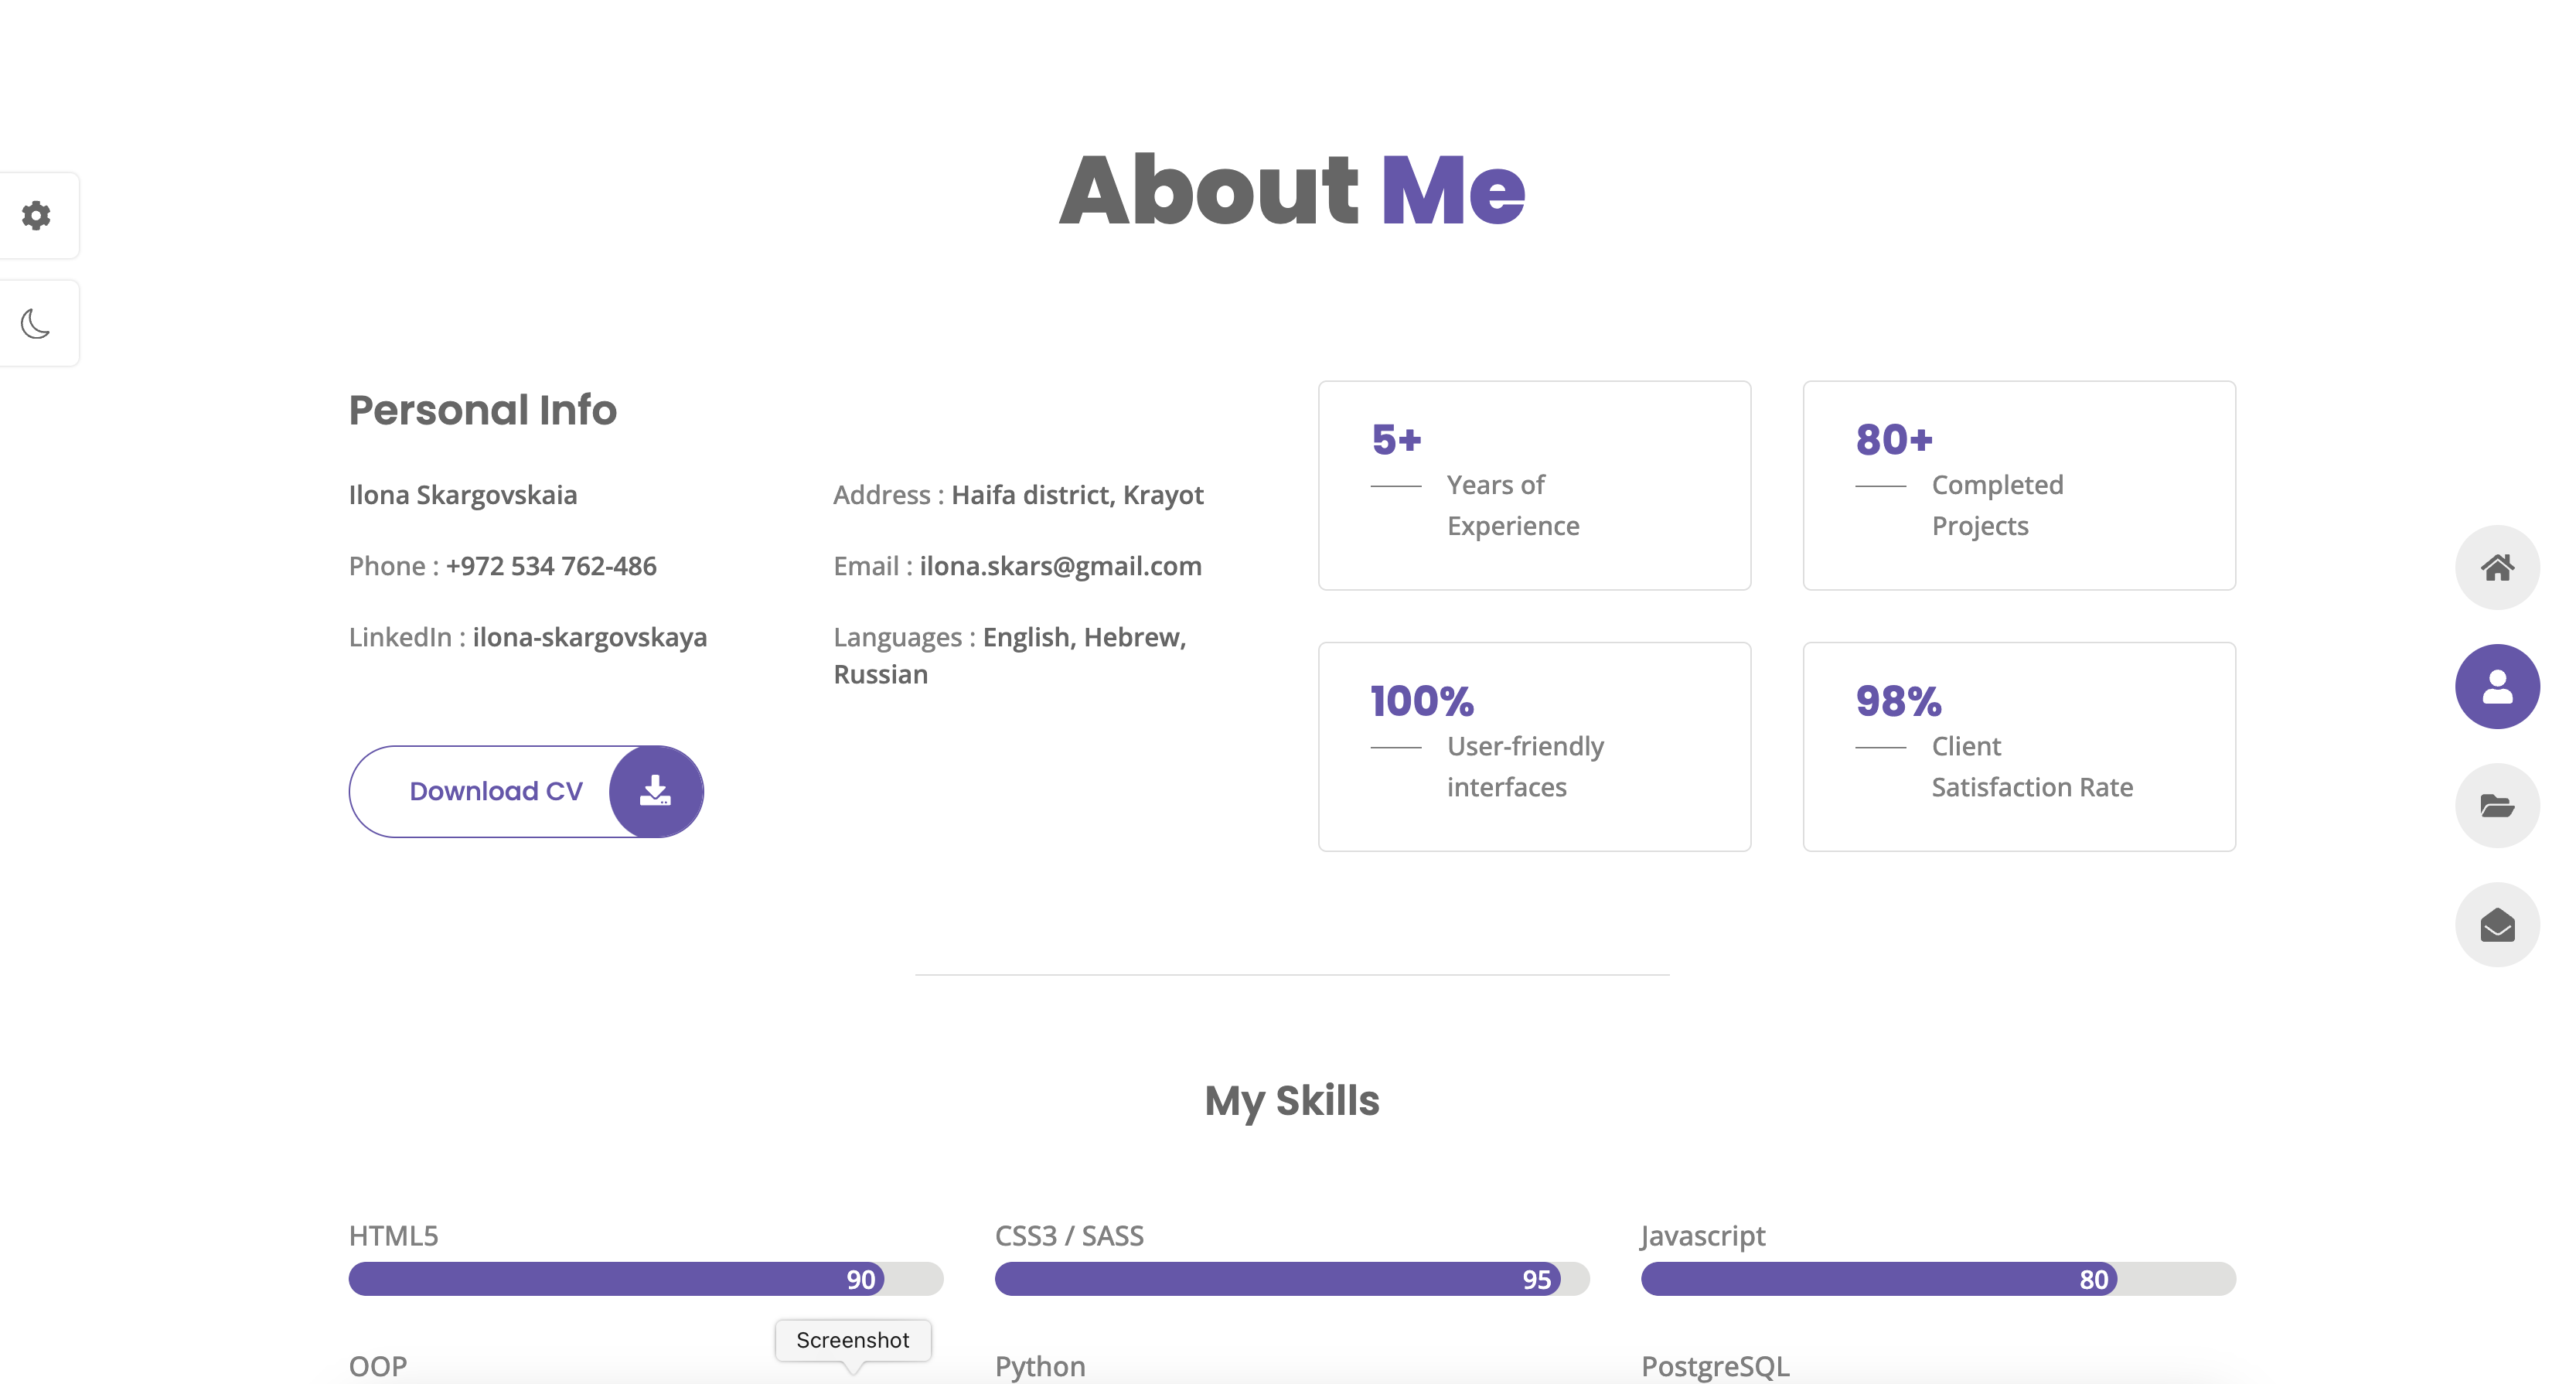 About Me
Personal Info
Ilona Skargovskaia
Address : Haifa district, Krayot
Phone : +972 534 762-486
Email : ilona.skars@gmail.com
LinkedIn : ilona-skargovskaya
Languages : English, Hebrew,
Russian
Download CV
5+
Years of
Experience
80+
Completed
Projects
100%
User-friendly
interfaces
98%
Client
Satisfaction Rate
My Skills
HTML5
90
CSS3 / SASS
95
Javascript
80
Screenshot
OOP
Python
PostgreSQL